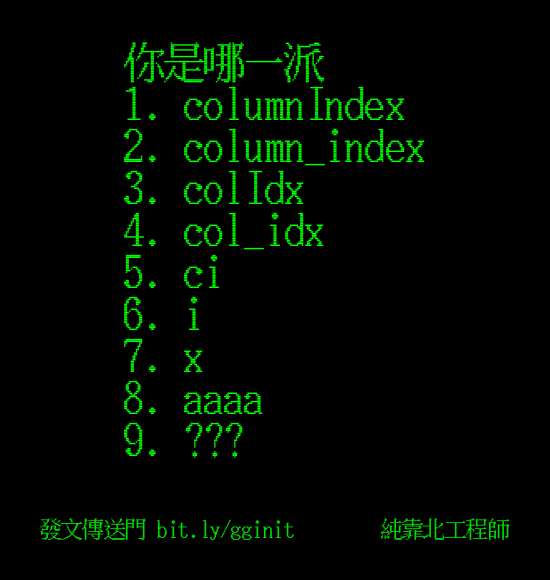 你是哪一派
1. columnIndex
2. column_index
3. colIdx
4. col_idx
5. ci
6. i
7. x
8. aaaa
9. ???
發文傳送門 bit.ly/gginit 純靠北工程師